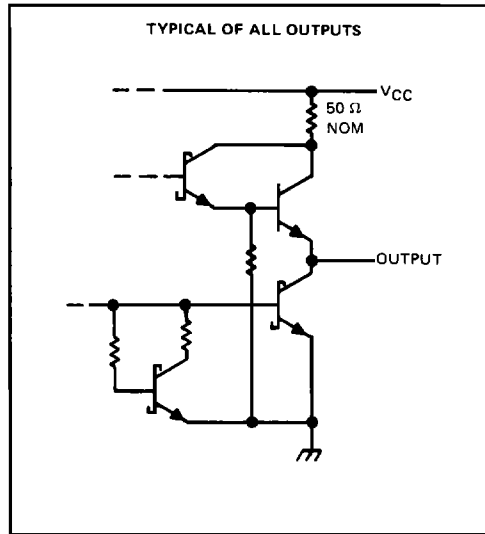 TYPICAL OF ALL OUTPUTS
VCC
50 Ω
NOM
OUTPUT